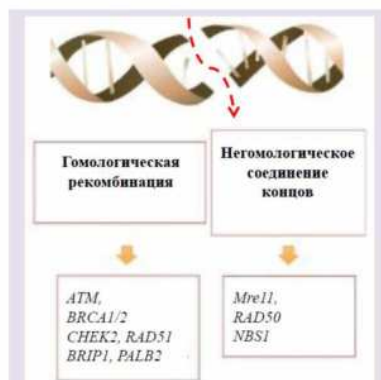 Гомологическая
рекомбинация
Негомологическое
соединение
концов
ATM,
BRCA1/2
CHEK2, RAD51
BRIP1, PALB2
Mre11,
RAD50
NBS1